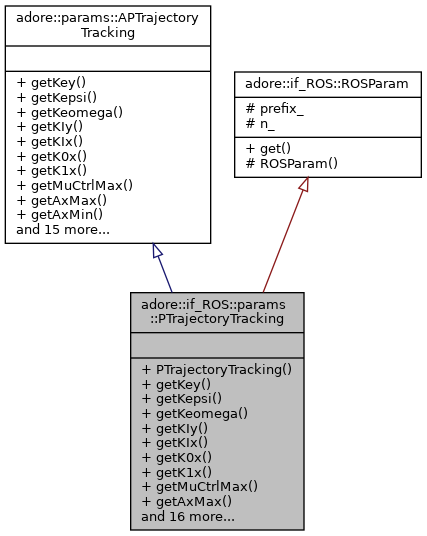 adore::params::APTrajectory
Tracking
+ getKey()
+ getKepsi()
+ getKeomega()
+ getKIy()
+ getKIx()
+ getK0x()
+ getK1x()
+ getMuCtrlMax()
+ getAxMax()
+ getAxMin()
and 15 more...
adore::if_ROS::ROSParam
# prefix_
# n_
+ get()
# ROSParam()
adore::if_ROS::params
::PTrajectoryTracking
+ PTrajectoryTracking()
+ getKey()
+ getKepsi()
+ getKeomega()
+ getKIy()
+ getKIx()
+ getK0x()
+ getK1x()
+ getMuCtrlMax()
+ getAxMax()
and 16 more...